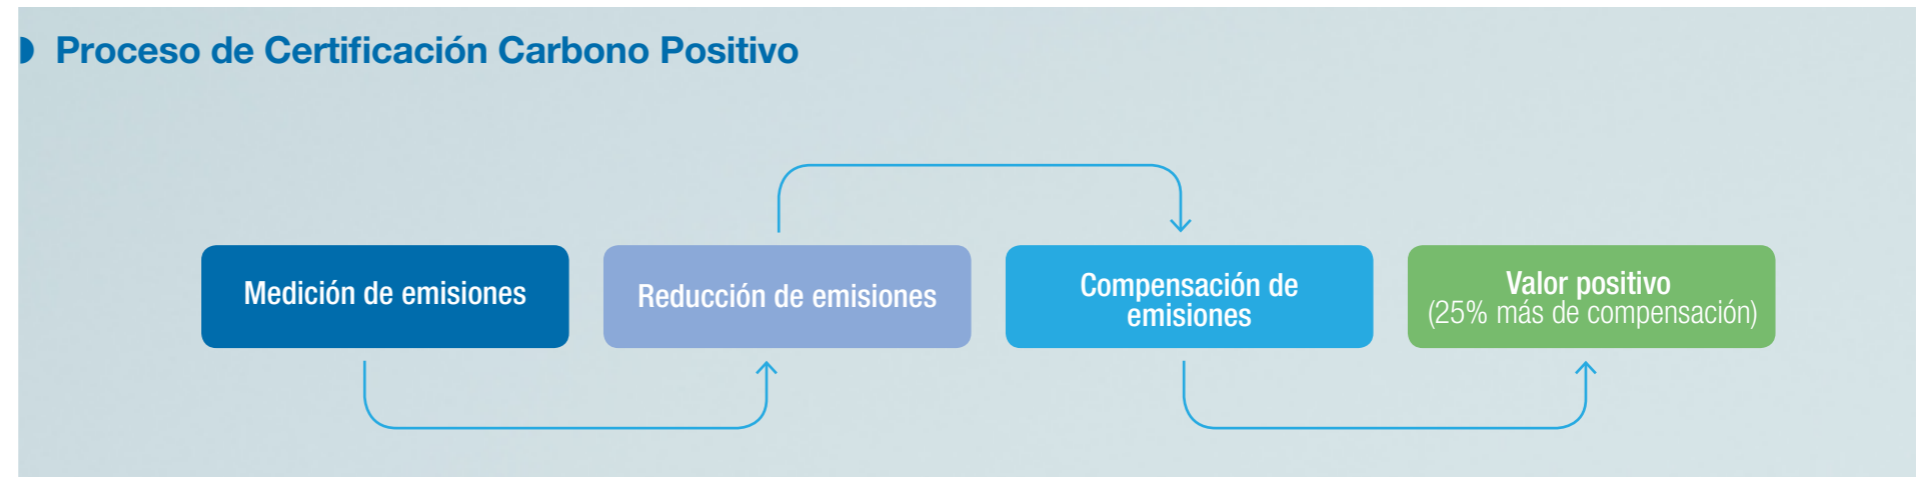 Proceso de Certificación Carbono Positivo
Medición de emisiones
Reducción de emisiones
Compensación de
emisiones
Valor positivo
(25% más de compensación)